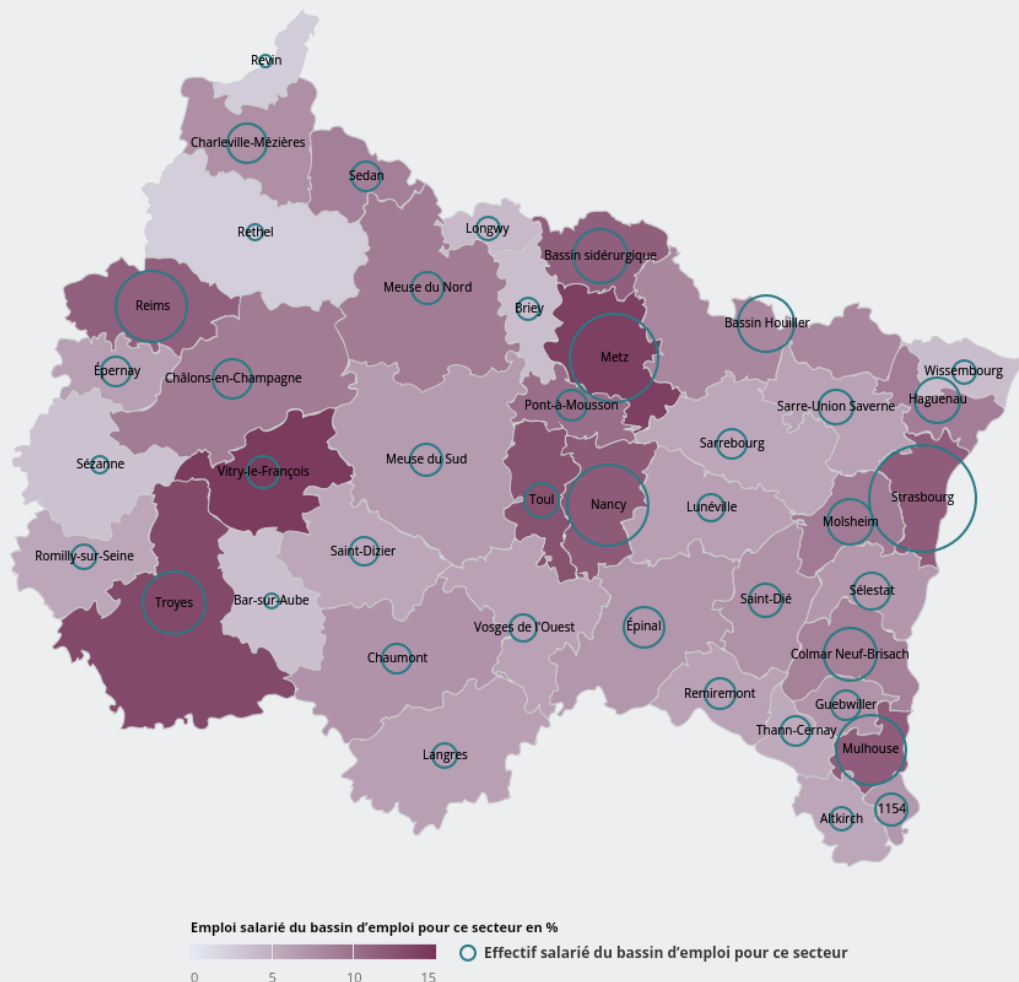 Revin
Charleville-Mézières
Sedan
Rethel
Longwy
Bassin sidérurgique
Meuse du Nord
Briey
Reims
Bassin Houiller
Metz
Épernay
Châlons-en-Champagne
Wissembourg
Haguenau
Pont-à-Mousson
Sarre-Union Saverne
Sarrebourg
Sézanne
Vitry-le-François
Meuse du Sud
Toul
Nancy
Lunéville
Strasbourg
Molsheim
Romilly-sur-Seine
Saint-Dizier
Troyes
Bar-sur-Aube
Saint-Dié
Sélestat
Vosges de l'Ouest
Épinal
Chaumont
Colmar Neuf-Brisach
Remiremont
Guebwiller
Thann-Cernay
Mulhouse
Langres
Altkirch
1154
Emploi salarié du bassin d’emploi pour ce secteur en %
0 5 10 15
Effectif salarié du bassin d’emploi pour ce secteur